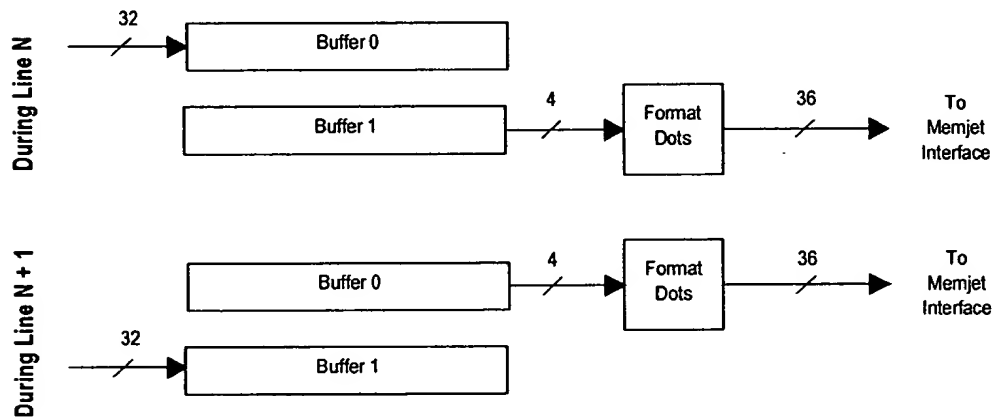 During Line N
32
Buffer 0
Buffer 1
4
Format
Dots
36
To
Memjet
Interface
During Line N + 1
Buffer 0
4
Format
Dots
36
To
Memjet
Interface
32
Buffer 1